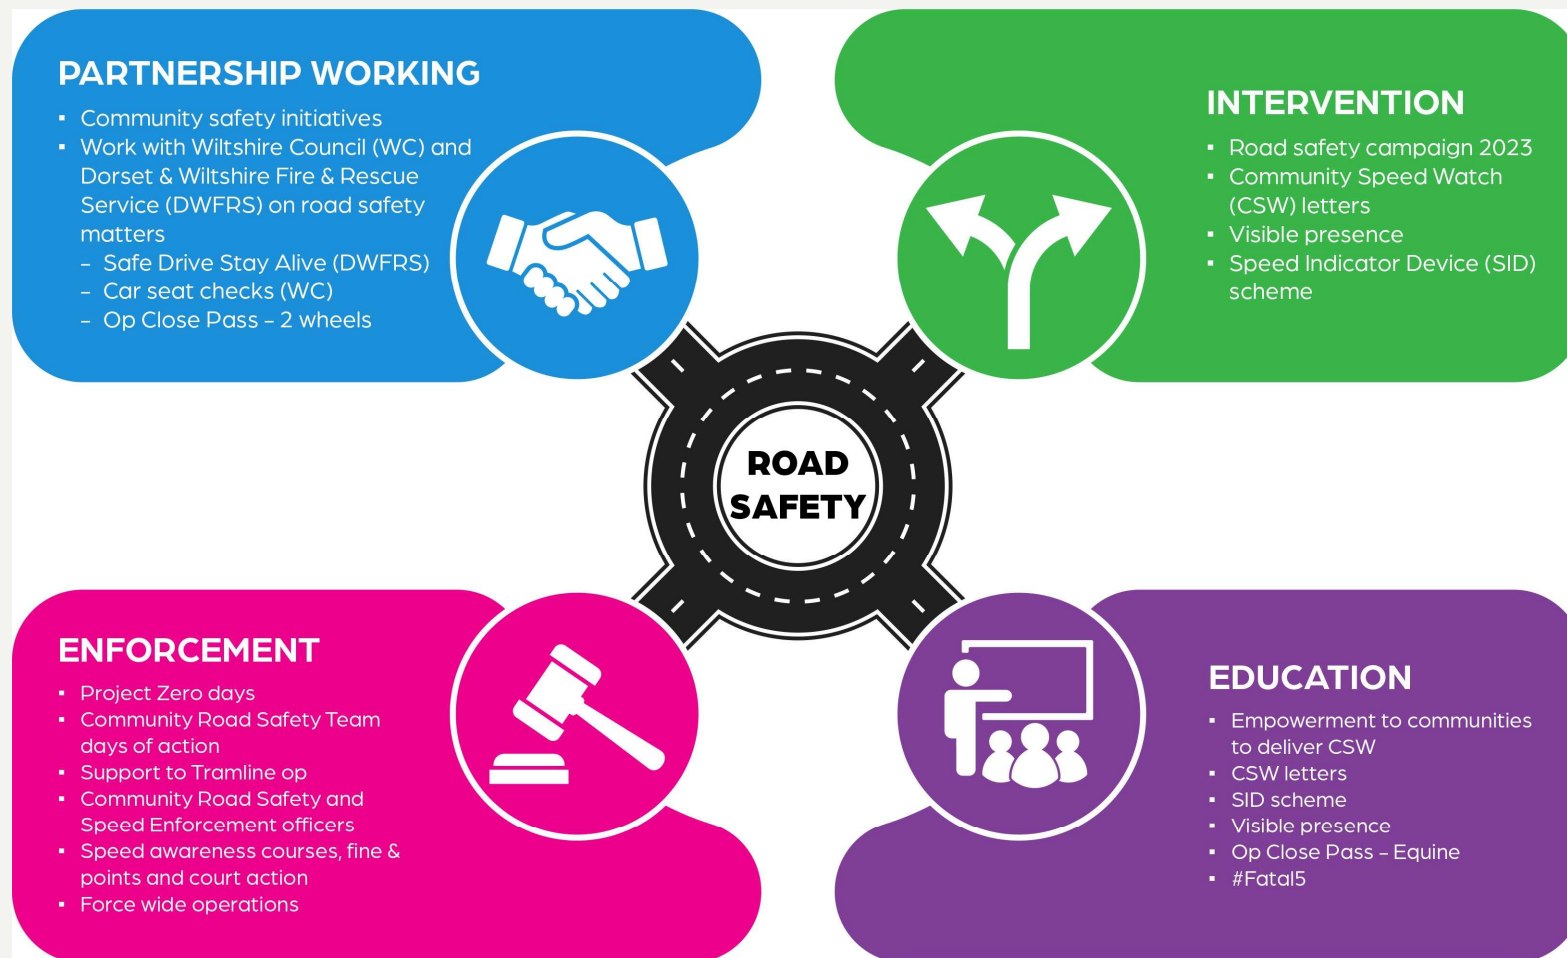 PARTNERSHIP WORKING
▪ Community safety initiatives
▪ Work with Wiltshire Council (WC) and
Dorset & Wiltshire Fire & Rescue
Service (DWFRS) on road safety
matters
– Safe Drive Stay Alive (DWFRS)
– Car seat checks (WC)
– Op Close Pass – 2 wheels
INTERVENTION
▪ Road safety campaign 2023
▪ Community Speed Watch
(CSW) letters
▪ Visible presence
▪ Speed Indicator Device (SID)
scheme
ROAD
SAFETY
ENFORCEMENT
▪ Project Zero days
▪ Community Road Safety Team
days of action
▪ Support to Tramline op
▪ Community Road Safety and
Speed Enforcement officers
▪ Speed awareness courses, fine &
points and court action
▪ Force wide operations
EDUCATION
▪ Empowerment to communities
to deliver CSW
▪ CSW letters
▪ SID scheme
▪ Visible presence
▪ Op Close Pass – Equine
▪ #Fatal5